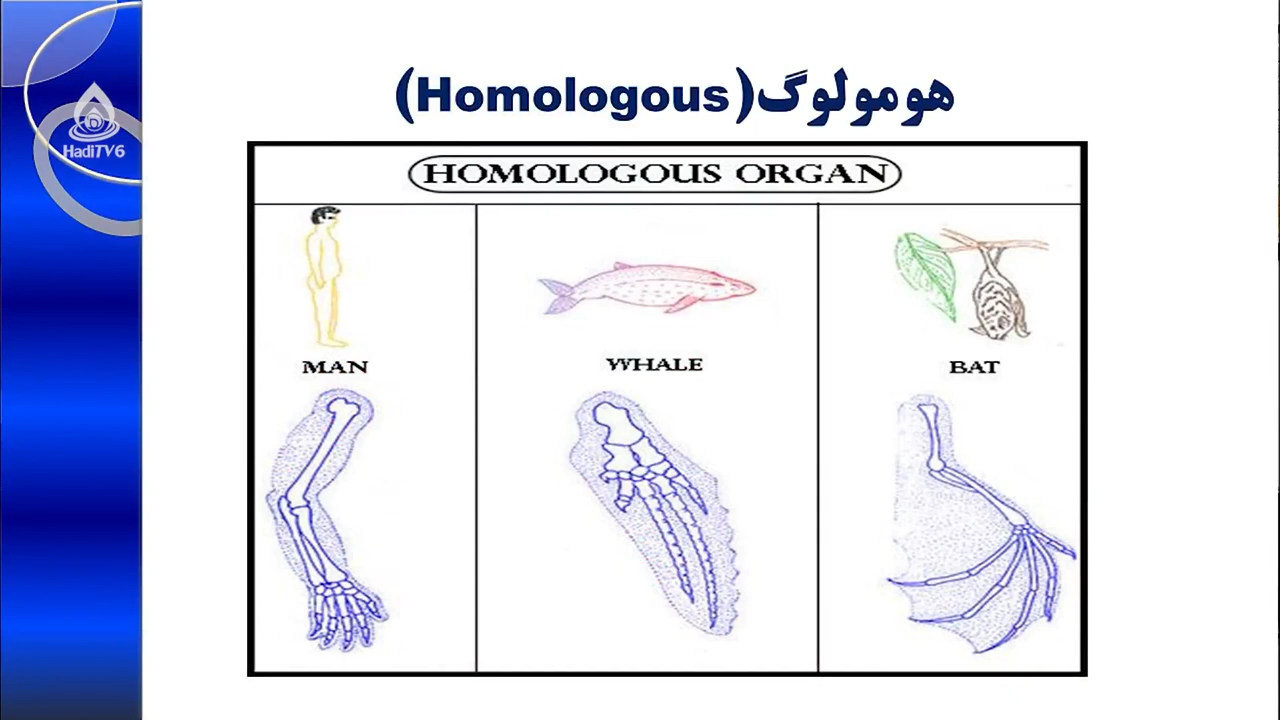 هومولوگ(Homologous)
HadiTV6
HOMOLOGOUS ORGAN
MAN
WHALE
BAT